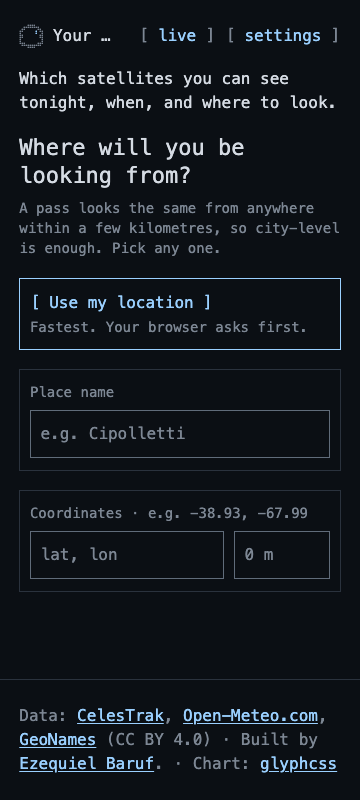 Your … [ live ] [ settings ]
Which satellites you can see
tonight, when, and where to look.
Where will you be
looking from?
A pass looks the same from anywhere
within a few kilometres, so city-level
is enough. Pick any one.
[ Use my location ]
Fastest. Your browser asks first.
Place name
e.g. Cipolletti
Coordinates · e.g. −38.93, −67.99
lat, lon 0 m
Data: CelesTrak, Open-Meteo.com,
GeoNames (CC BY 4.0) · Built by
Ezequiel Baruf. · Chart: glyphcss